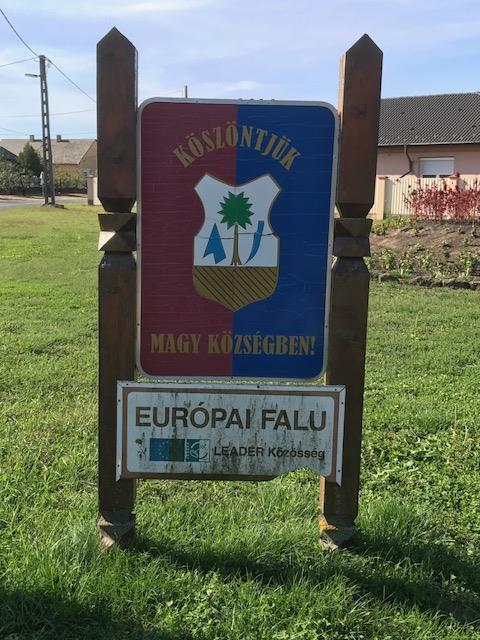 KÖSZÖNTJÜK
MAGY KÖZSÉGBEN!
EURÓPAI FALU
LEADER Közösség